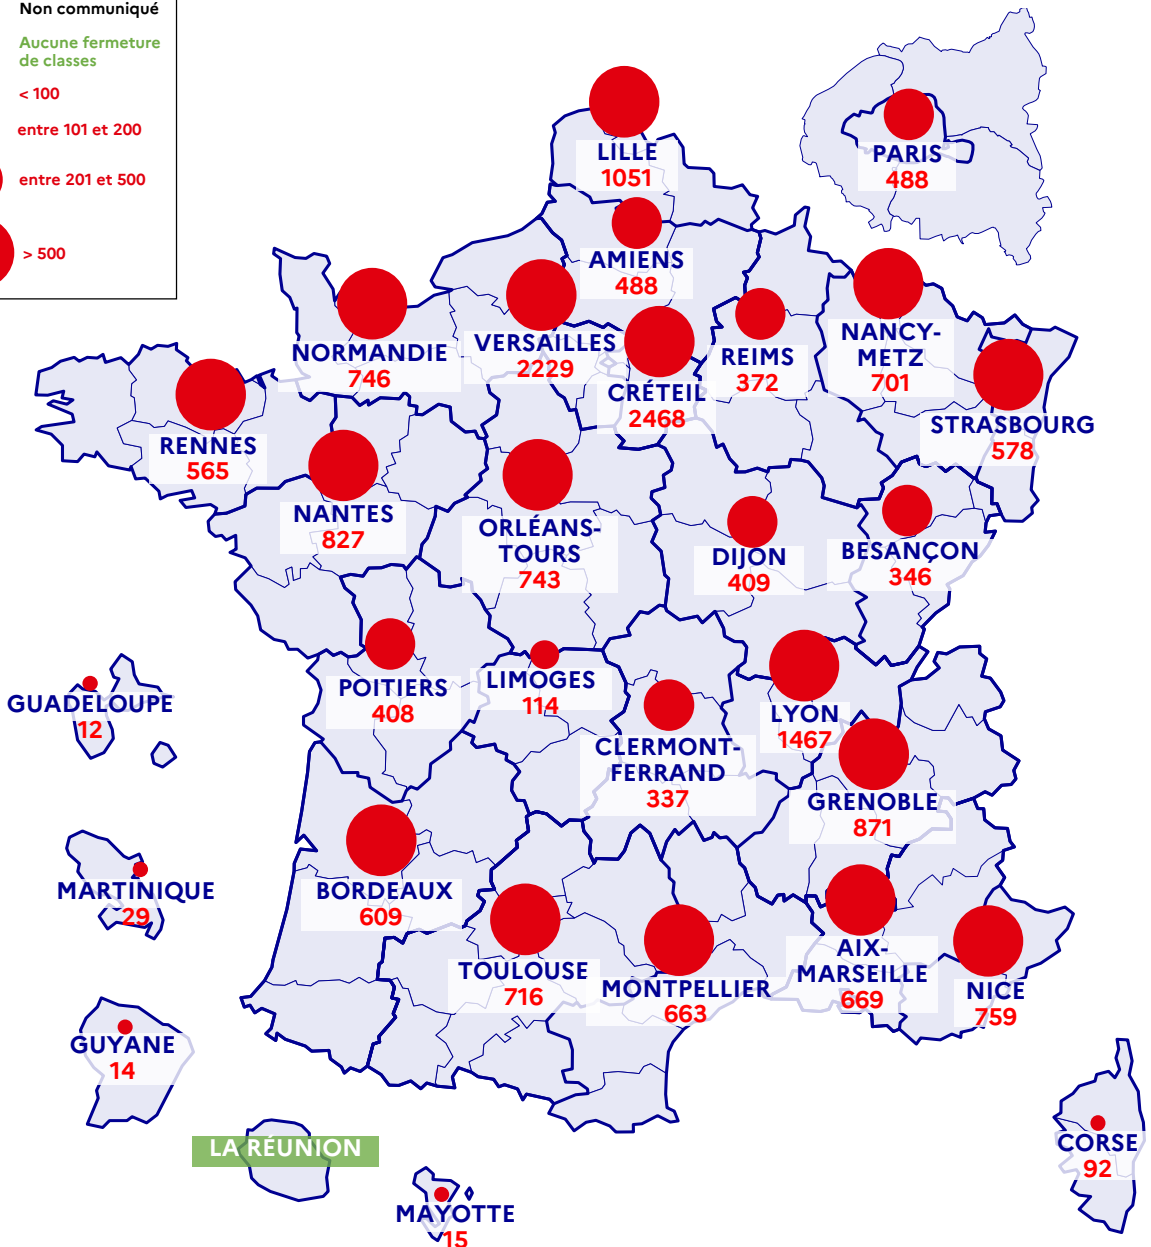 Non communiqué
Aucune fermeture
de classes
< 100
entre 101 et 200
entre 201 et 500
> 500
LILLE
1051
PARIS
488
AMIENS
488
NORMANDIE
746
VERSAILLES
2229
CRÉTEIL
2468
REIMS
372
NANCY-
METZ
701
STRASBOURG
578
RENNES
565
NANTES
827
ORLÉANS-
TOURS
743
DIJON
409
BESANÇON
346
POITIERS
408
LIMOGES
114
CLERMONT-
FERRAND
337
LYON
1467
GRENOBLE
871
GUADELOUPE
12
MARTINIQUE
29
BORDEAUX
609
TOULOUSE
716
MONTPELLIER
663
AIX-
MARSEILLE
669
NICE
759
GUYANE
14
LA RÉUNION
MAYOTTE
15
CORSE
92